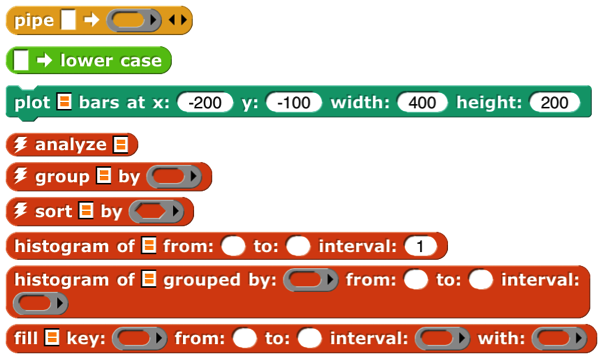 pipe ➔
➔ lower case
plot bars at x: -200 y: -100 width: 400 height: 200
analyze
group by
sort by
histogram of from: to: interval: 1
histogram of grouped by: from: to: interval:
fill key: from: to: interval: with: